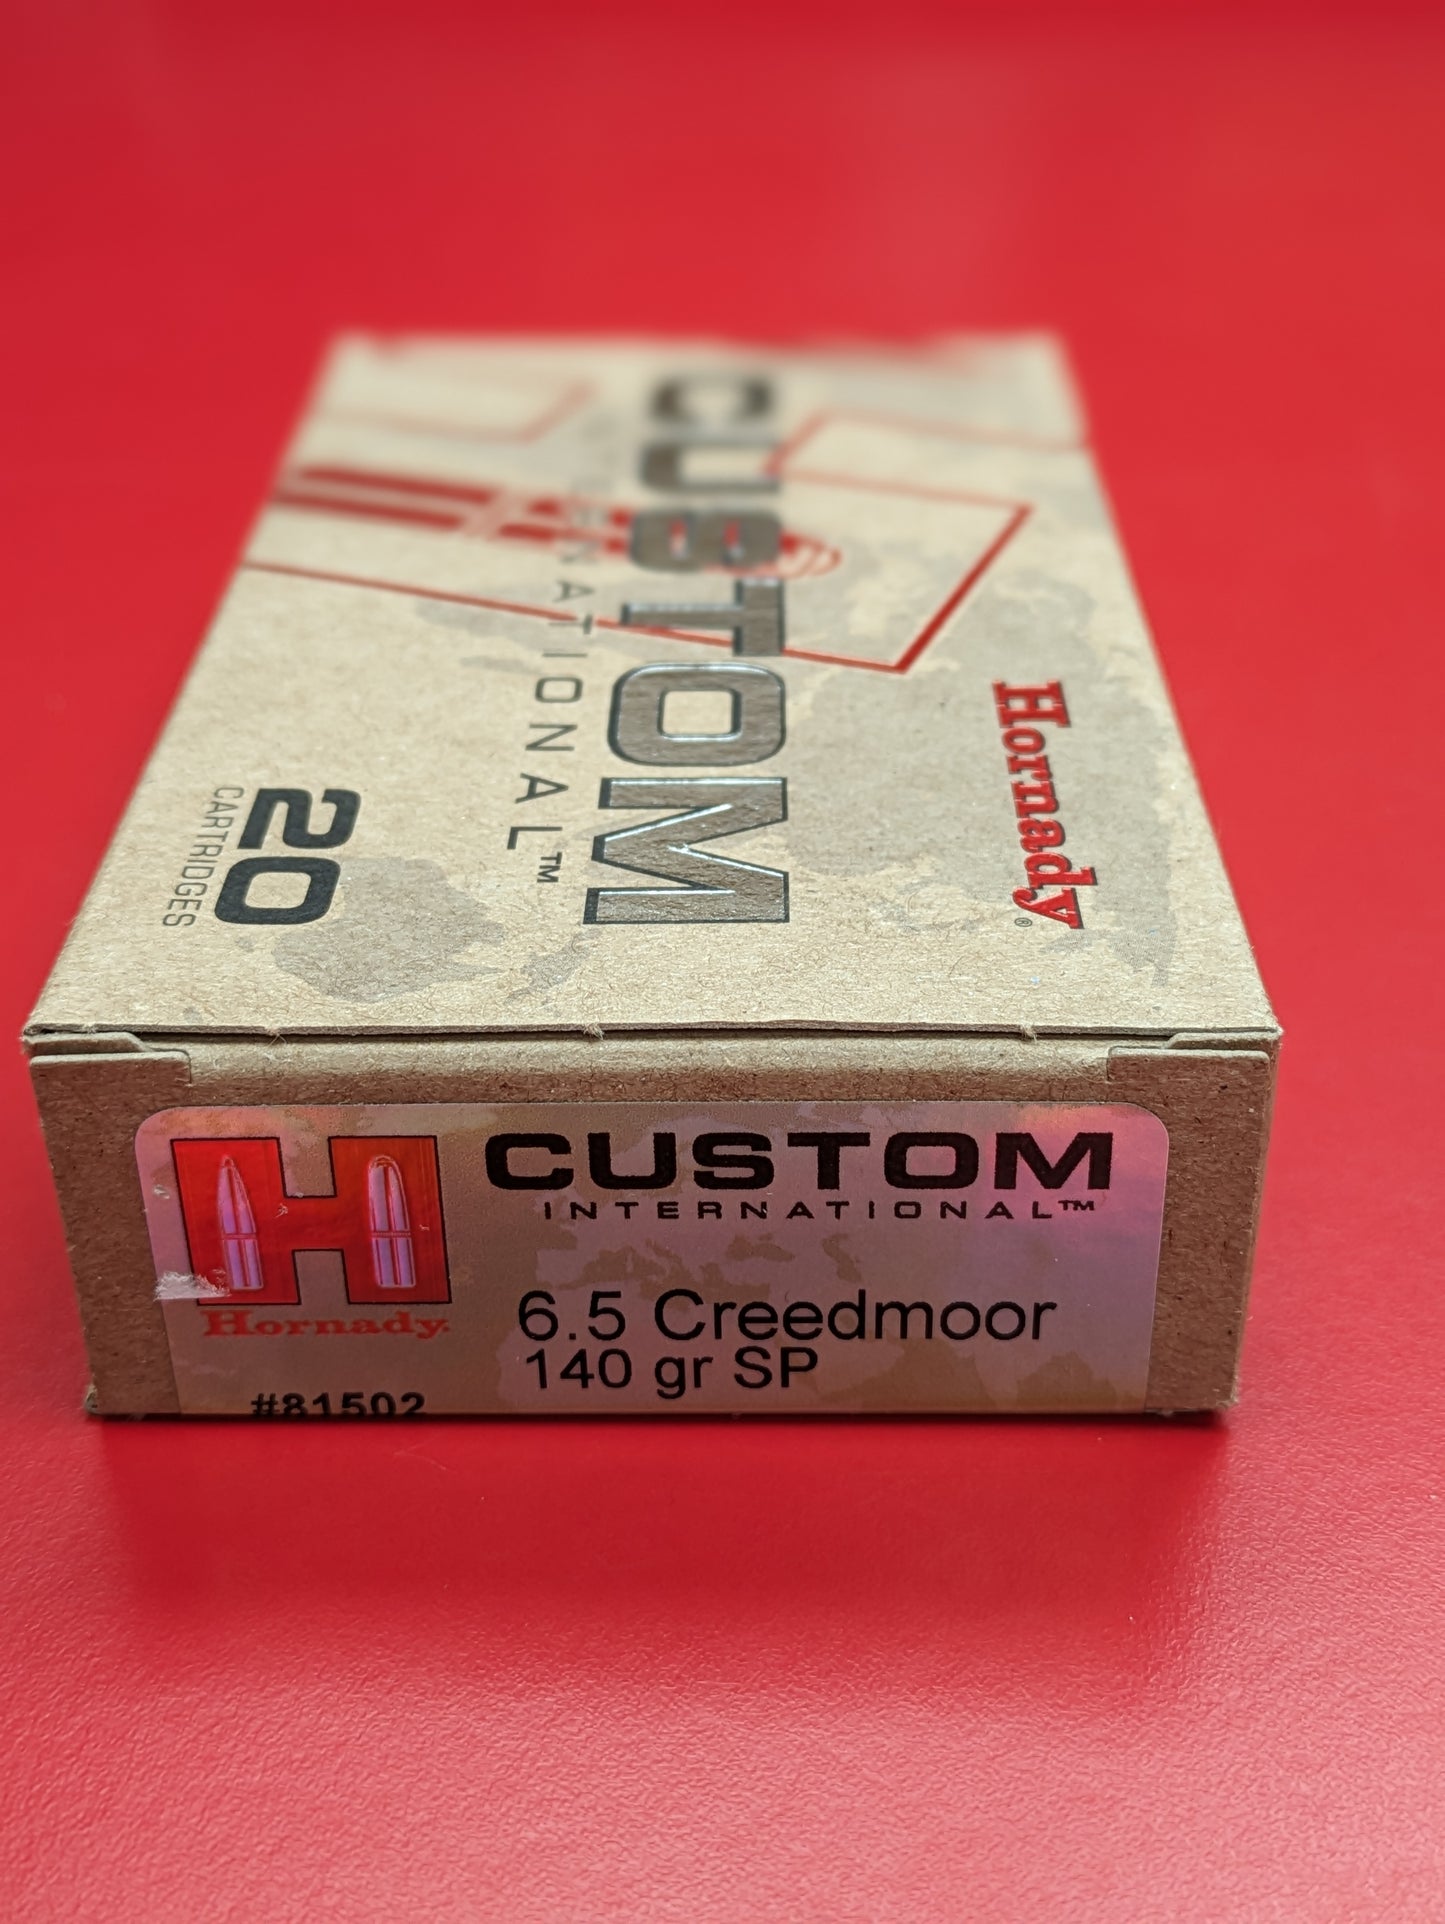 Hornady®
CUSTOM
INTERNATIONAL™
20
CARTRIDGES
CUSTOM
INTERNATIONAL™
Hornady.
6.5 Creedmoor
140 gr SP
#81502